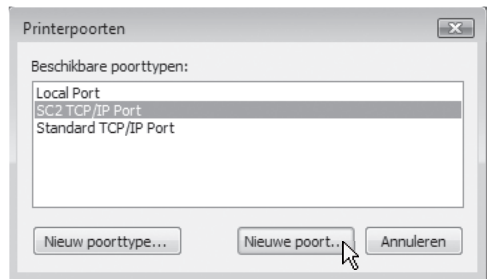 Printerpoorten
Beschikbare poorttypen:
Local Port
SC2 TCP/IP Port
Standard TCP/IP Port
Nieuw poorttype... Nieuwe poort... Annuleren